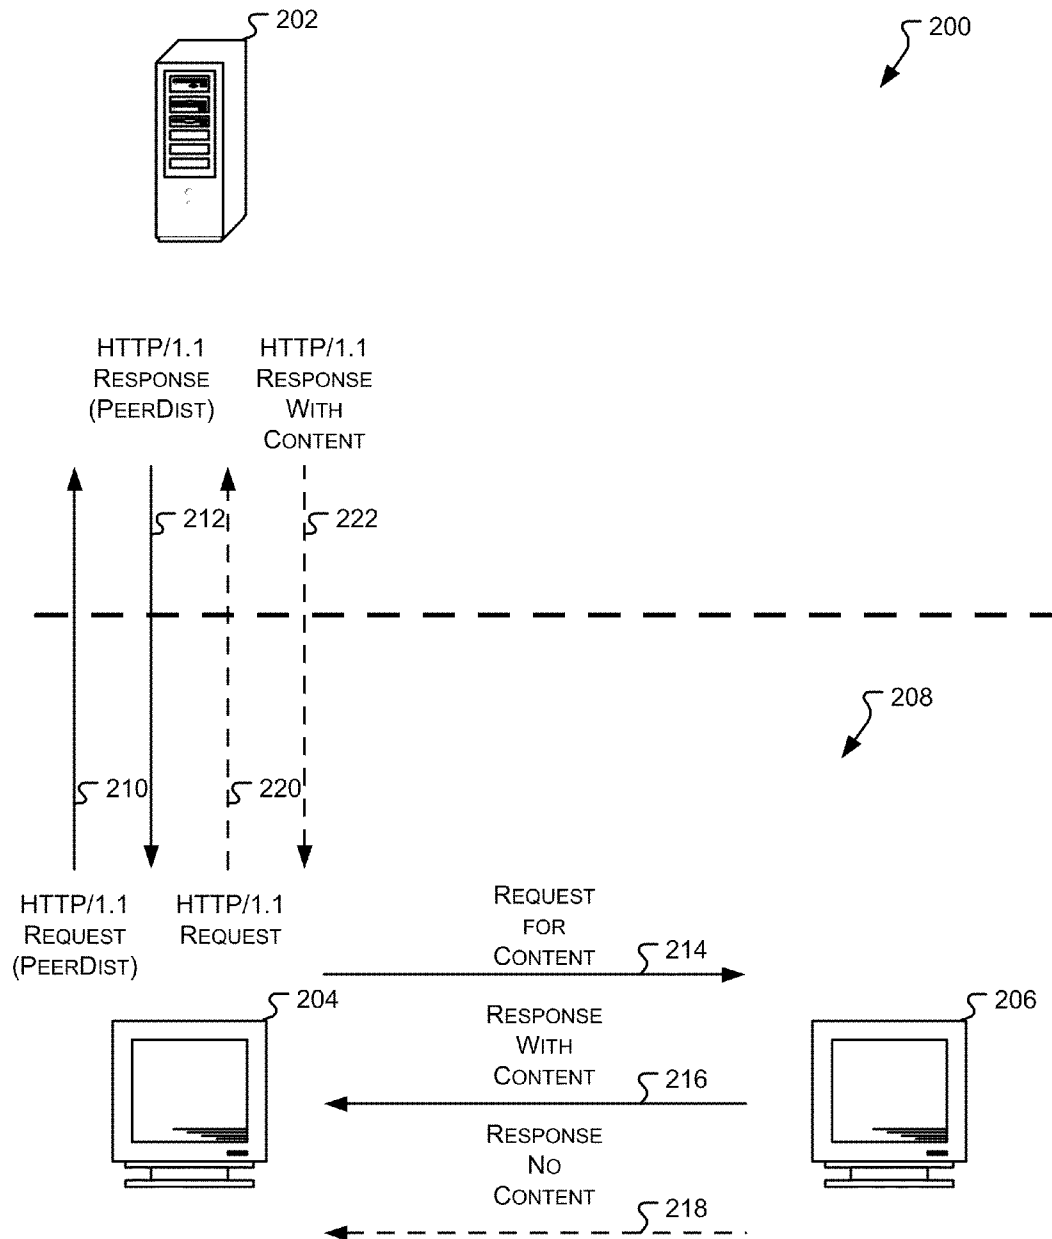 202
200
HTTP/1.1
RESPONSE
(PEERDIST)
HTTP/1.1
RESPONSE
WITH
CONTENT
212
222
208
210
220
HTTP/1.1
REQUEST
(PEERDIST)
HTTP/1.1
REQUEST
REQUEST
FOR
CONTENT
214
204
206
RESPONSE
WITH
CONTENT
216
RESPONSE
NO
CONTENT
218